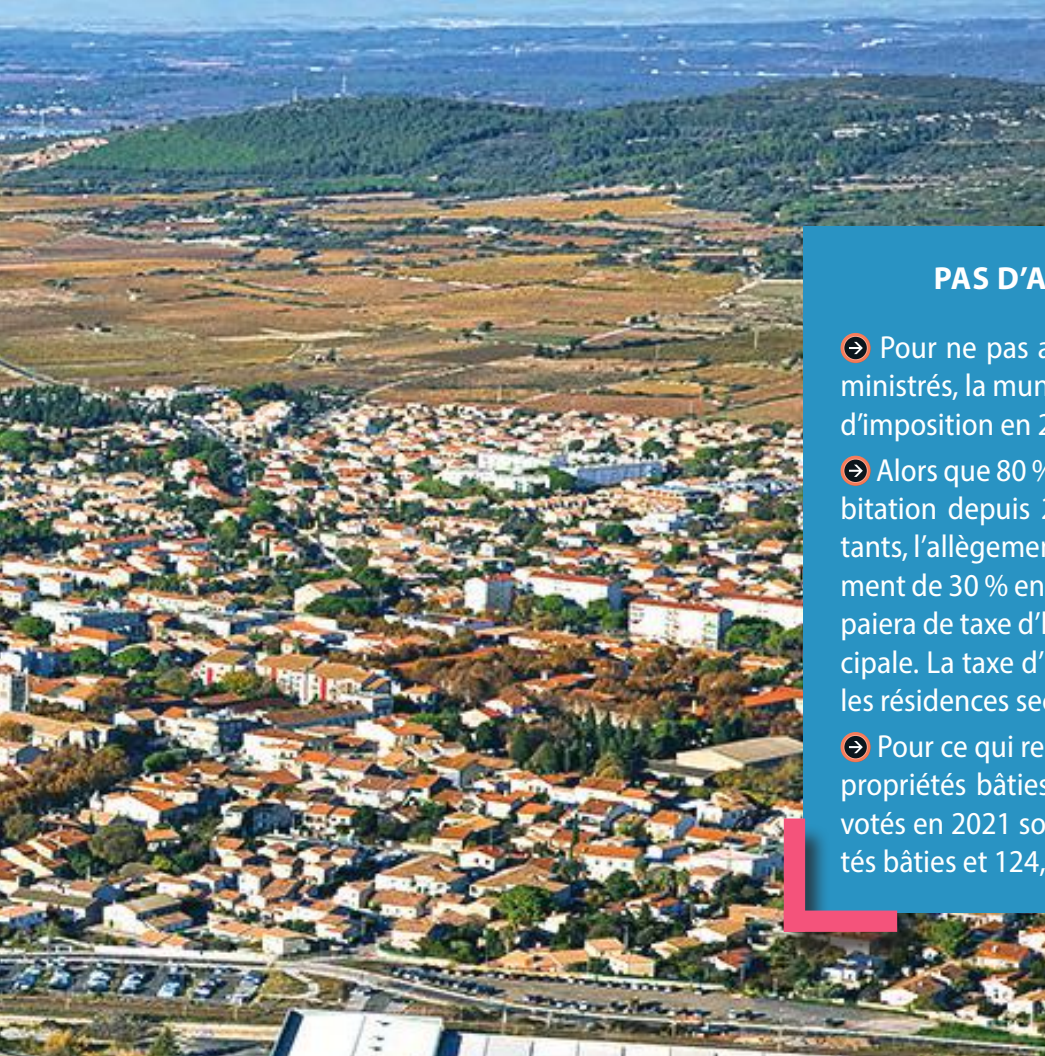 PAS D'A
Pour ne pas a
ministrés, la mun
d'imposition en 2
Alors que 80 %
bitation depuis 2
tants, l'allègemen
ment de 30 % en
paiera de taxe d'h
cipale. La taxe d'
les résidences sec
Pour ce qui re
propriétés bâties
votés en 2021 so
tés bâties et 124,